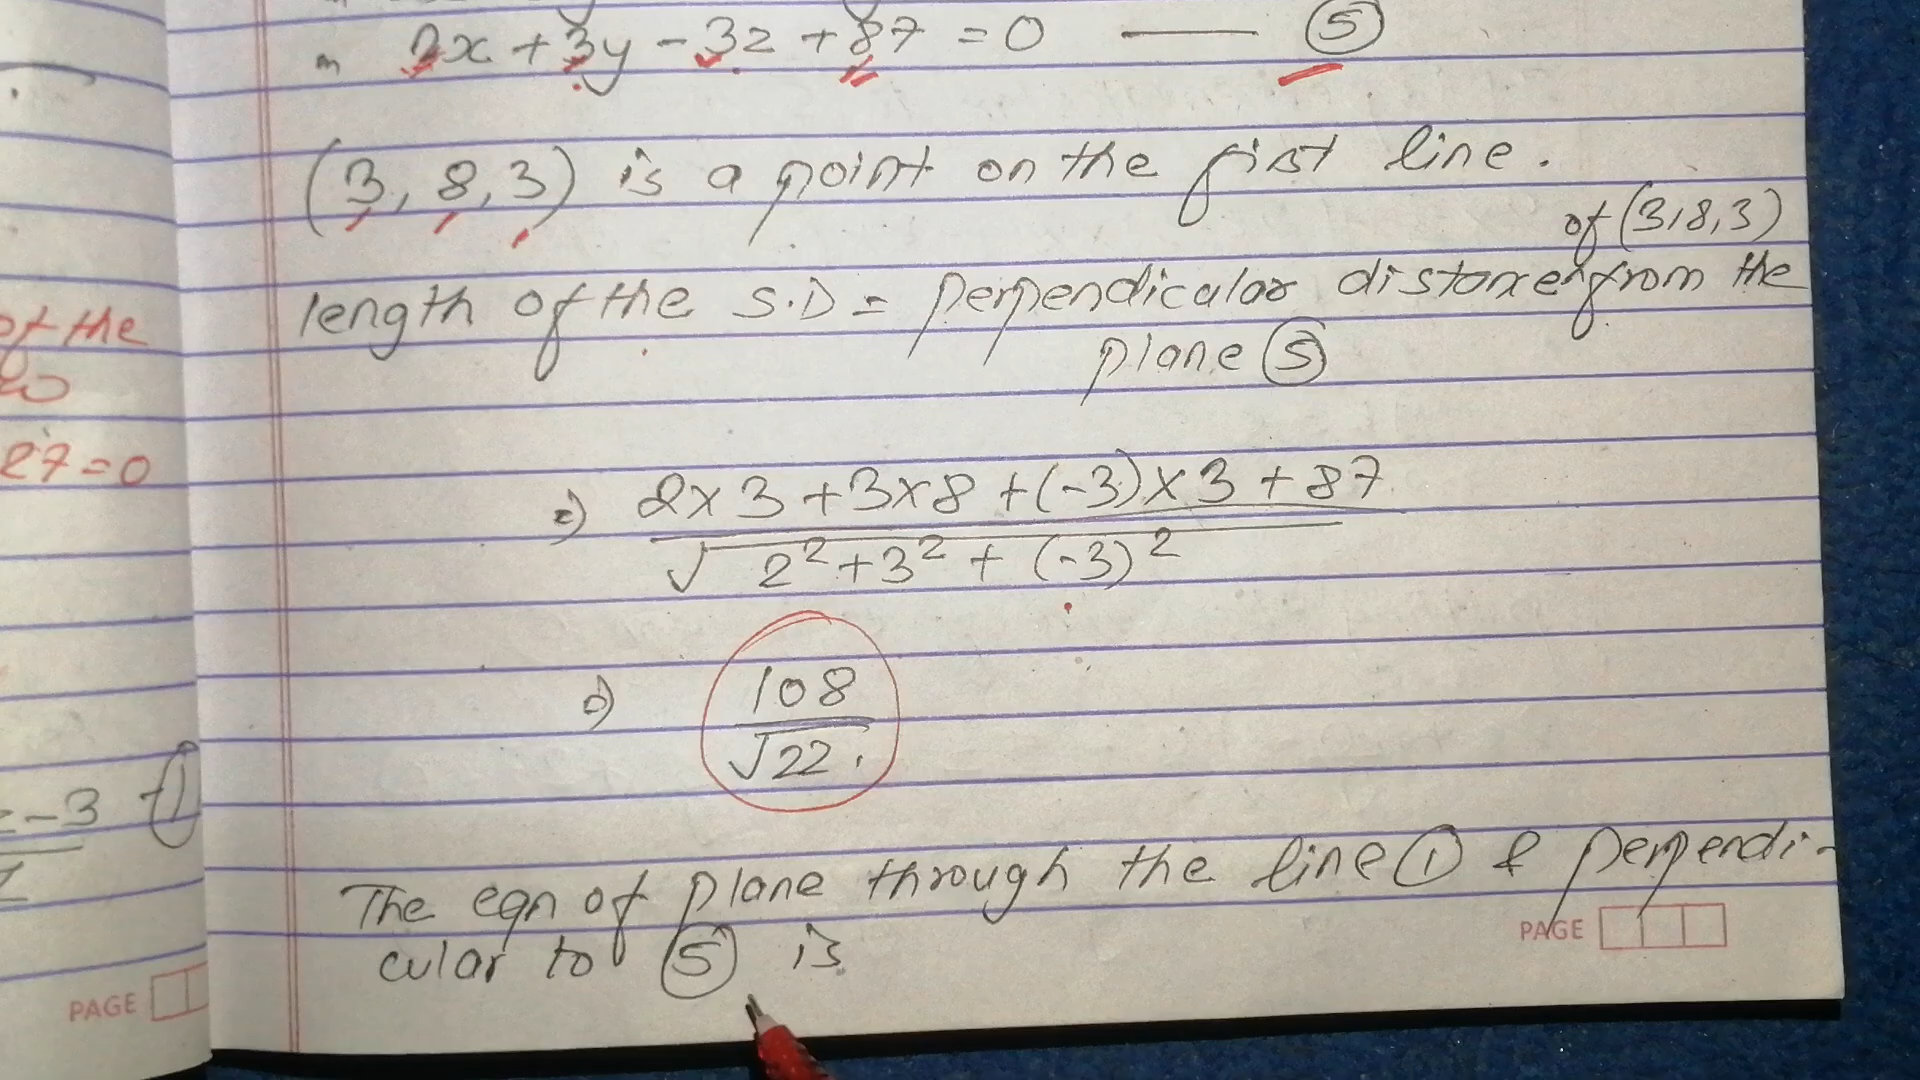 2x + 3y - 3z + 87 = 0 —— ⑤
(3, 8, 3) is a point on the first line.
of (3,8,3)
length of the S.D = perpendicular distance from the
plane ⑤
2×3+3×8+(-3)×3+87
√2²+3²+(-3)²
108
√22.
The eqn of plane through the line ① & perpendi-
cular to ⑤ is
PAGE
of the
27=0
-3
PAGE